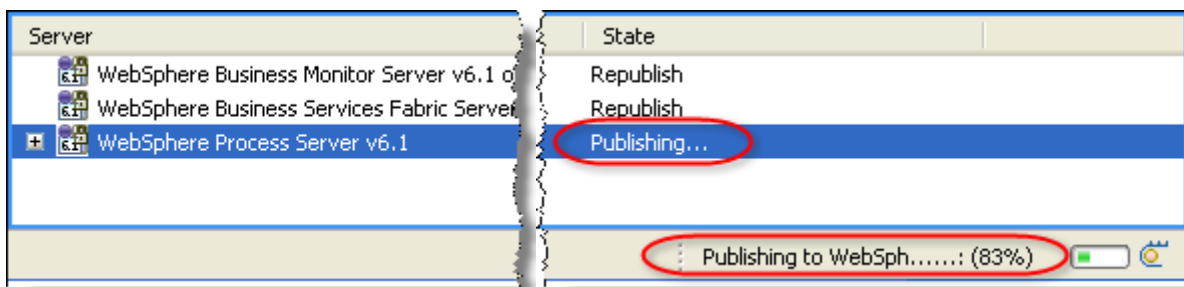 Server State
WebSphere Business Monitor Server v6.1 o Republish
WebSphere Business Services Fabric Server Republish
WebSphere Process Server v6.1 Publishing...
Publishing to WebSph......: (83%)